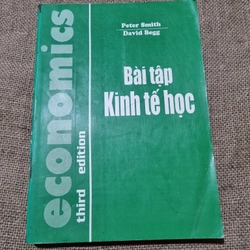 Peter Smith
David Begg
Bài tập
Kinh tế học
economics
third edition